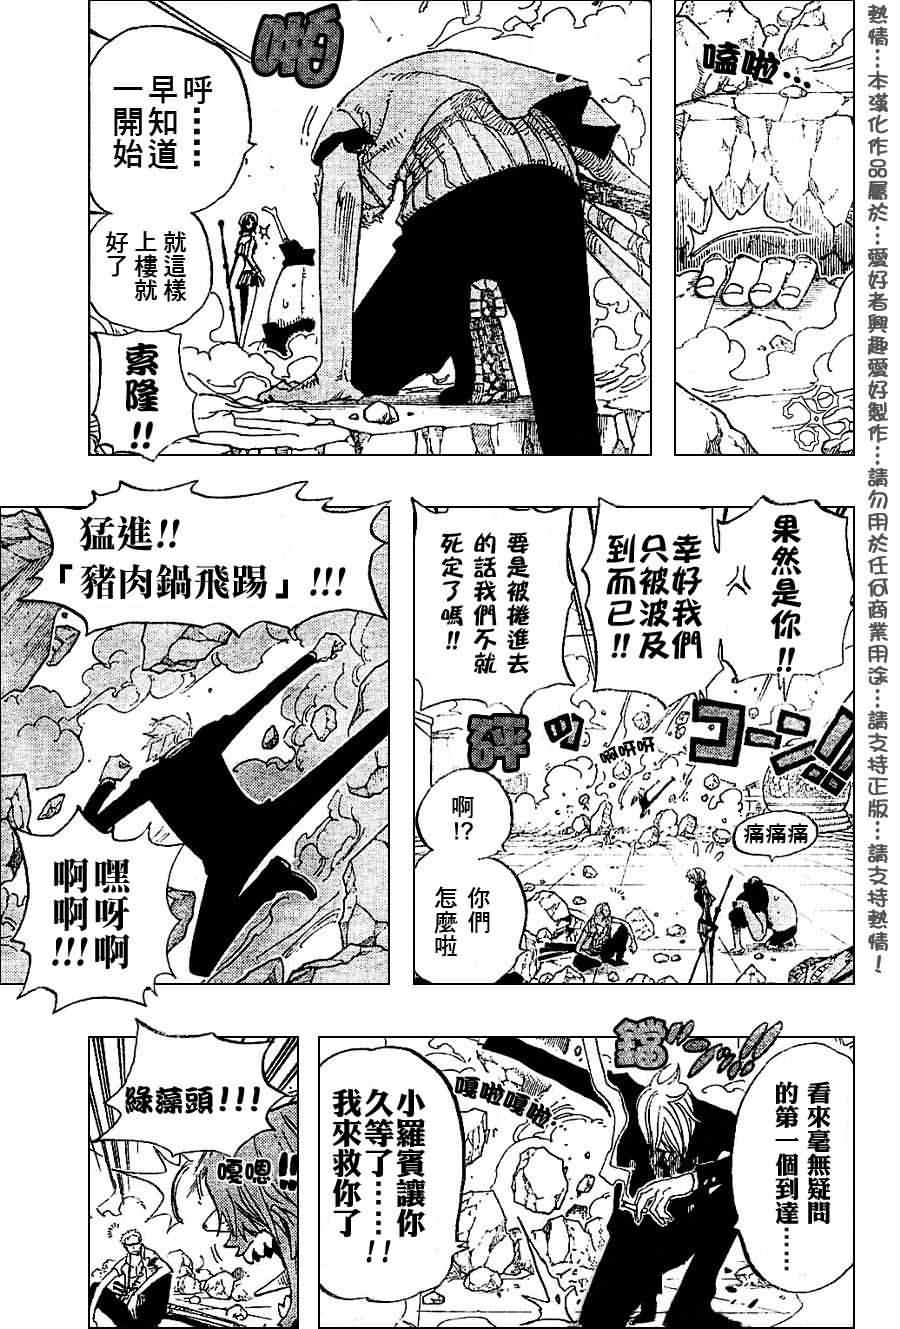 嗑啦…
啪
呼……
早知道
一開始
就這樣
上樓就
好了
索隆!!
果然是你!!
幸好我們
只被波及
到而已!!
要是被捲進去
的話我們不就
死定了嗎!!
コーン!!
砰ッ
啊呀呀
痛痛痛
啊!?
你們
怎麼啦
猛進!!
「豬肉鍋飛踢」!!!
嘿呀啊
啊啊!!!
看來毫無疑問
的第一個到達……
鐺
嘎啦嘎啦
小羅賓讓你
久等了……!!
我來救你了
綠藻頭!!!
嘎嗯!!
熱情…本漢化作品屬於…愛好者興趣愛好製作…請勿用於任何商業用途…請支持正版…請支持熱情！